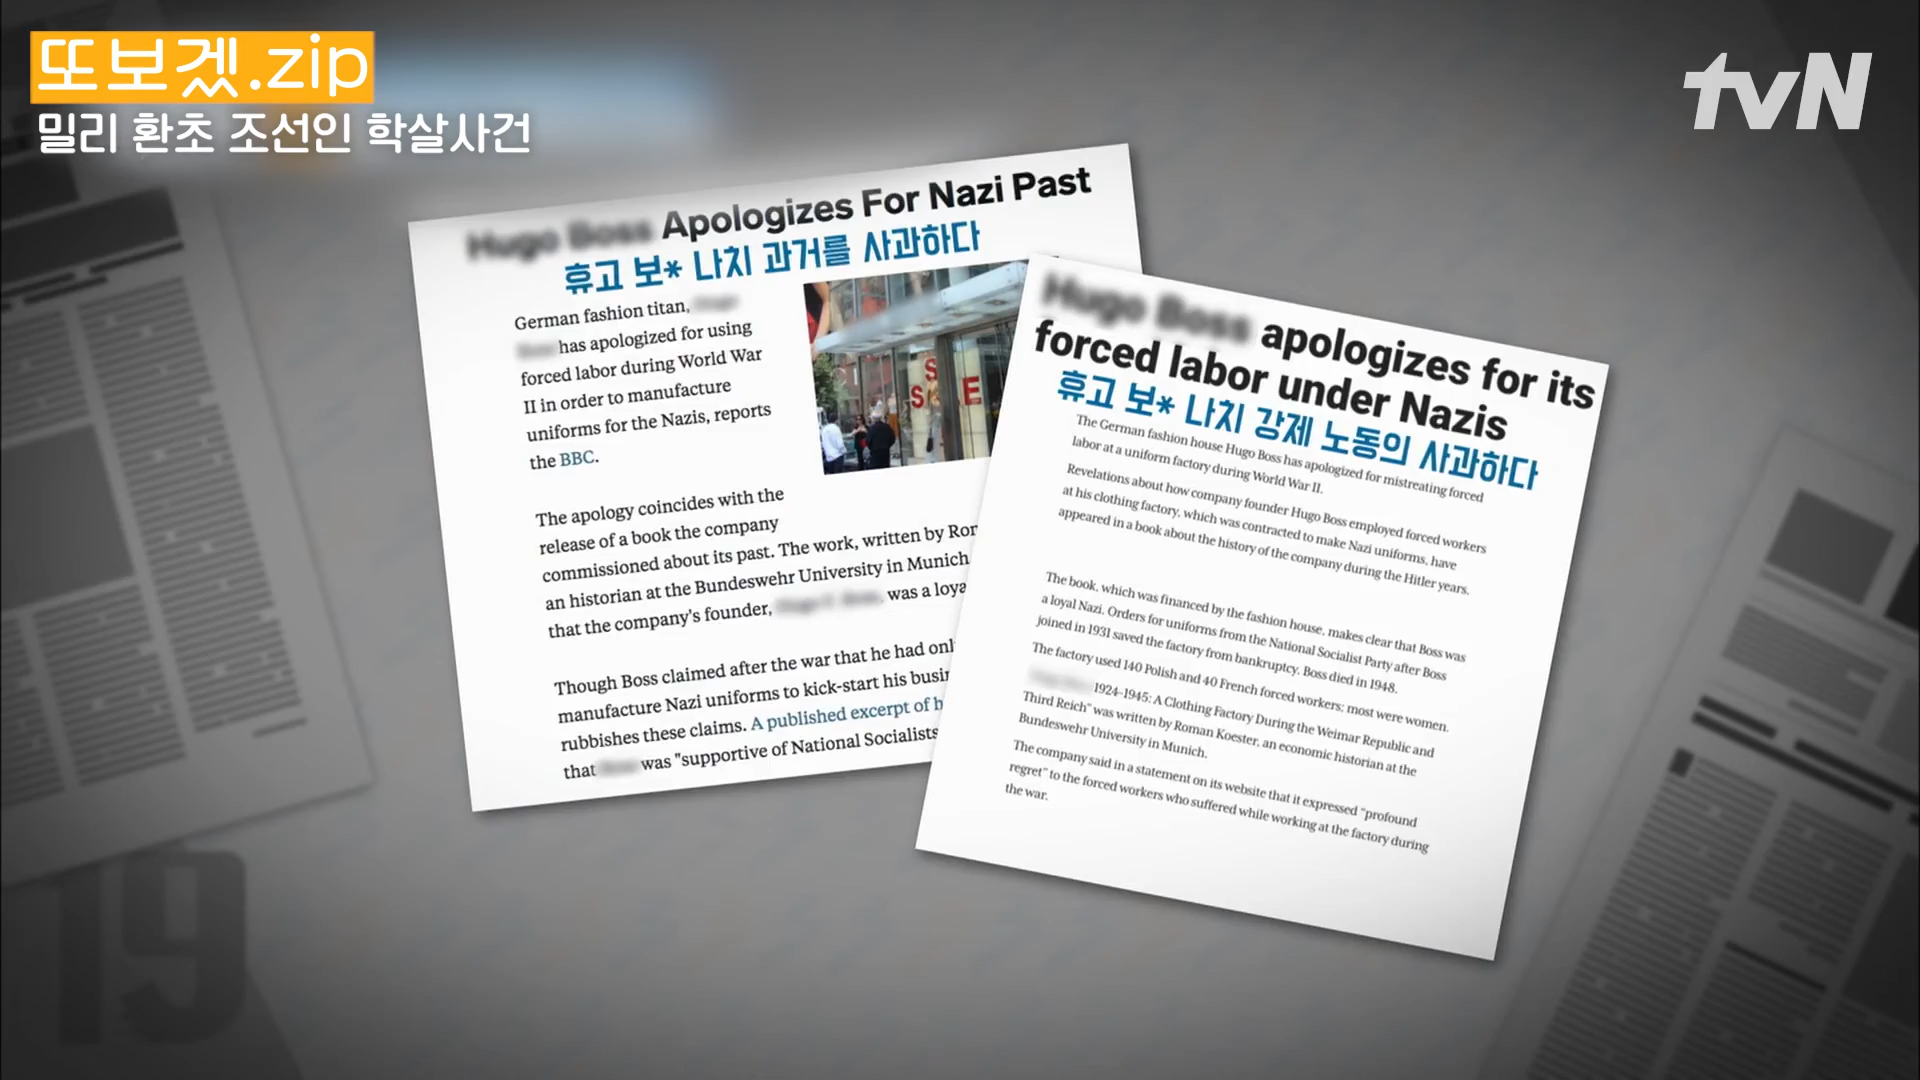 또보겠.zip
밀리 환초 조선인 학살사건
tvN
Hugo Boss Apologizes For Nazi Past
휴고 보* 나치 과거를 사과하다
German fashion titan,
has apologized for using
forced labor during World War
II in order to manufacture
uniforms for the Nazis, reports
the BBC.
The apology coincides with the
release of a book the company
commissioned about its past. The work, written by
an historian at the Bundeswehr University in Munich
that the company's founder, was a
Though Boss claimed after the war that he had
manufacture Nazi uniforms to kick-start his
rubbishes these claims. A published excerpt of
that was "supportive of National Socialists
SALE
Hugo Boss apologizes for its
forced labor under Nazis
휴고 보* 나치 강제 노동의 사과하다
The German fashion house Hugo Boss has apologized for mistreating forced
labor at a uniform factory during World War II.
Revelations about how company founder Hugo Boss employed forced workers
at his clothing factory, which was contracted to make Nazi uniforms, have
appeared in a book about the history of the company during the Hitler years.
The book, which was financed by the fashion house, makes clear that Boss was
a loyal Nazi. Orders for uniforms from the National Socialist Party after Boss
joined in 1931 saved the factory from bankruptcy. Boss died in 1948.
The factory used 140 Polish and 40 French forced workers; most were women.
1924-1945: A Clothing Factory During the Weimar Republic and
Third Reich" was written by Roman Koester, an economic historian at the
Bundeswehr University in Munich.
The company said in a statement on its website that it expressed "profound
regret" to the forced workers who suffered while working at the factory during
the war.
19